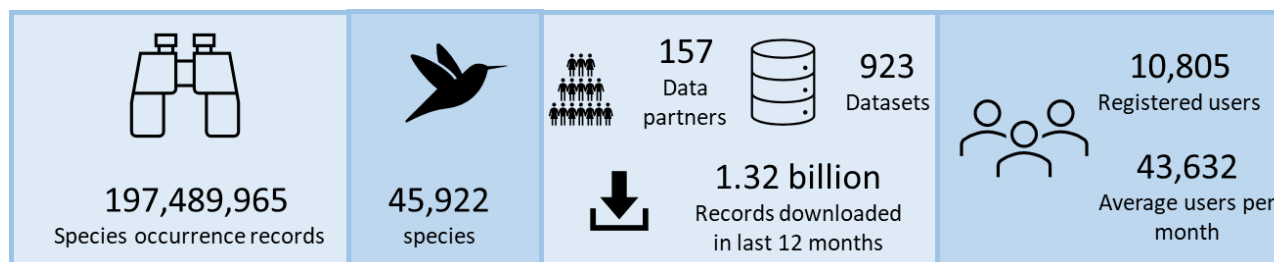 197,489,965
Species occurrence records
45,922
species
157
Data
partners
923
Datasets
1.32 billion
Records downloaded
in last 12 months
10,805
Registered users
43,632
Average users per
month